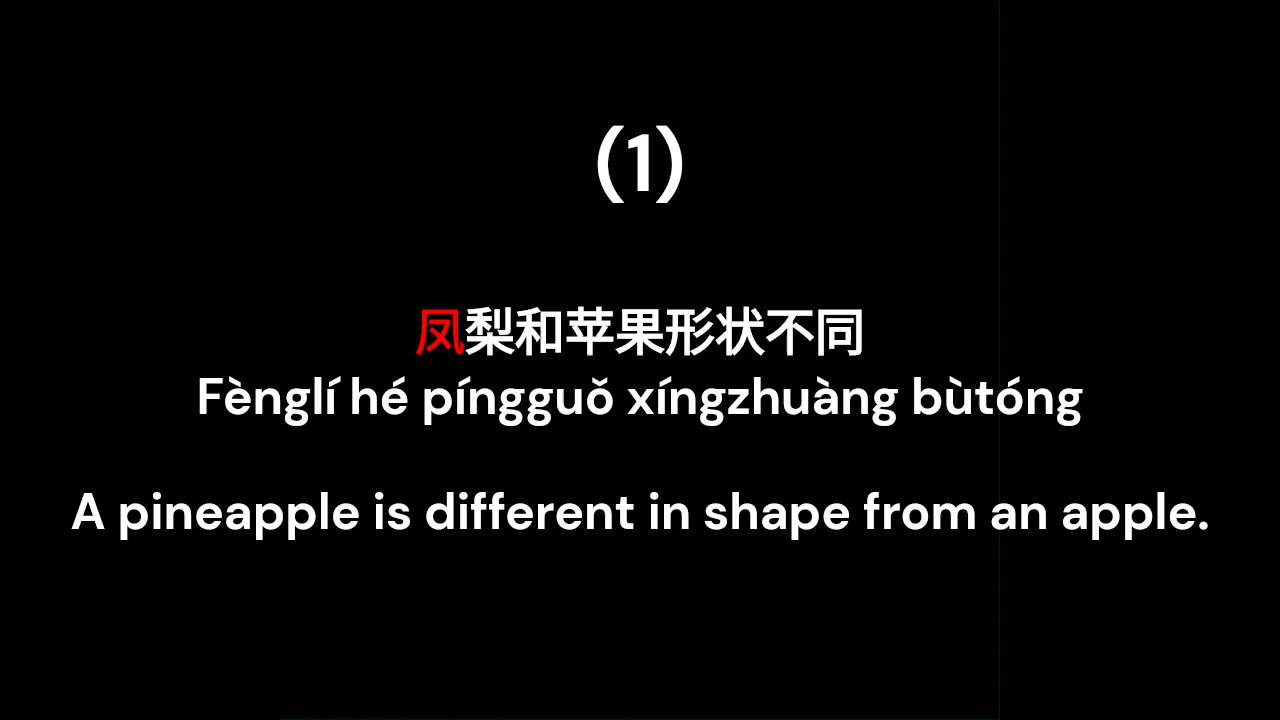 (1)
凤梨和苹果形状不同
Fènglí hé píngguǒ xíngzhuàng bùtóng
A pineapple is different in shape from an apple.